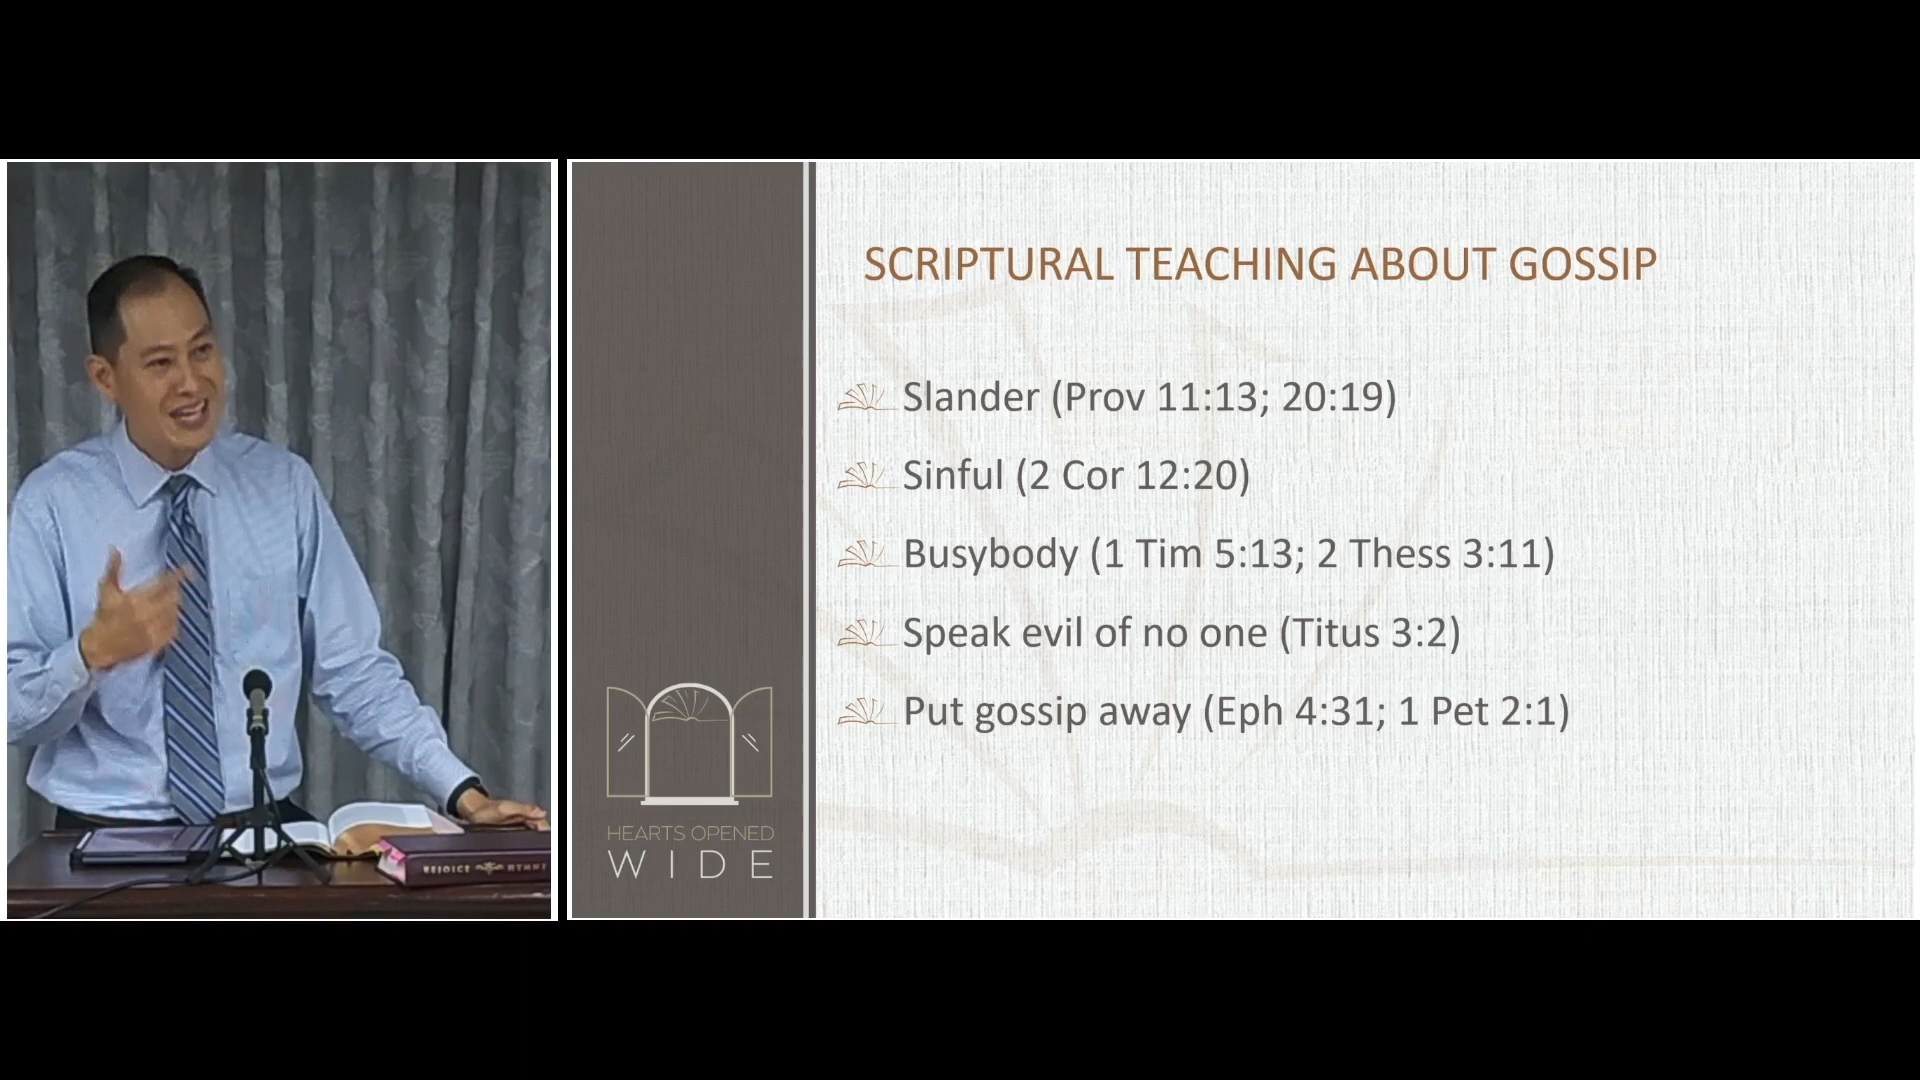 SCRIPTURAL TEACHING ABOUT GOSSIP
Slander (Prov 11:13; 20:19)
Sinful (2 Cor 12:20)
Busybody (1 Tim 5:13; 2 Thess 3:11)
Speak evil of no one (Titus 3:2)
Put gossip away (Eph 4:31; 1 Pet 2:1)
HEARTS OPENED
WIDE
REJOICE HYMNS